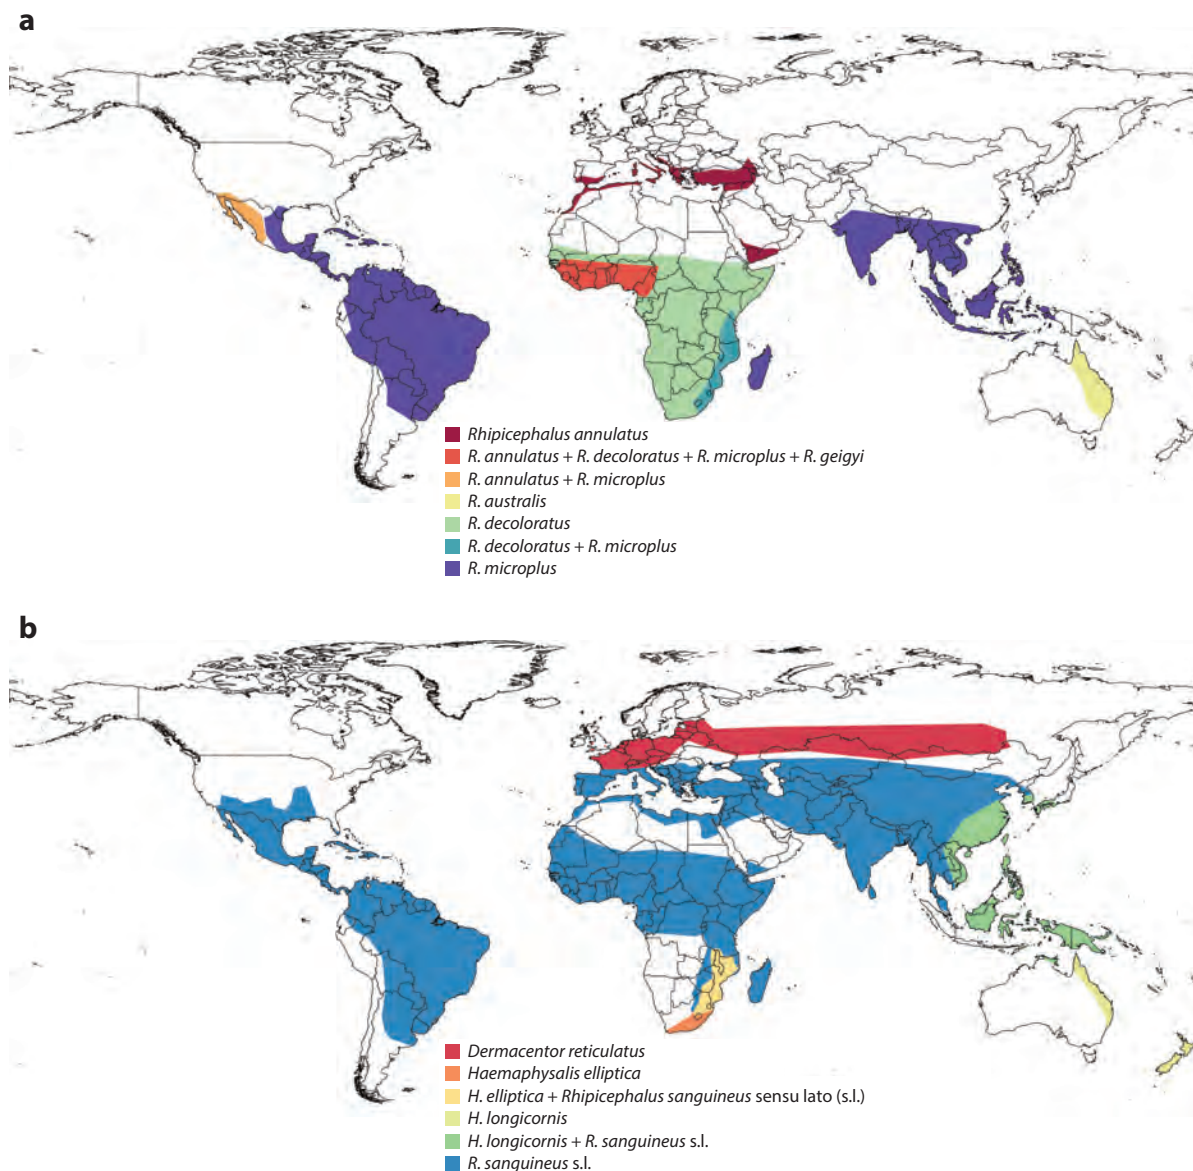 a
Rhipicephalus annulatus
R. annulatus + R. decoloratus + R. microplus + R. geigyi
R. annulatus + R. microplus
R. australis
R. decoloratus
R. decoloratus + R. microplus
R. microplus
b
Dermacentor reticulatus
Haemaphysalis elliptica
H. elliptica + Rhipicephalus sanguineus sensu lato (s.l.)
H. longicornis
H. longicornis + R. sanguineus s.l.
R. sanguineus s.l.